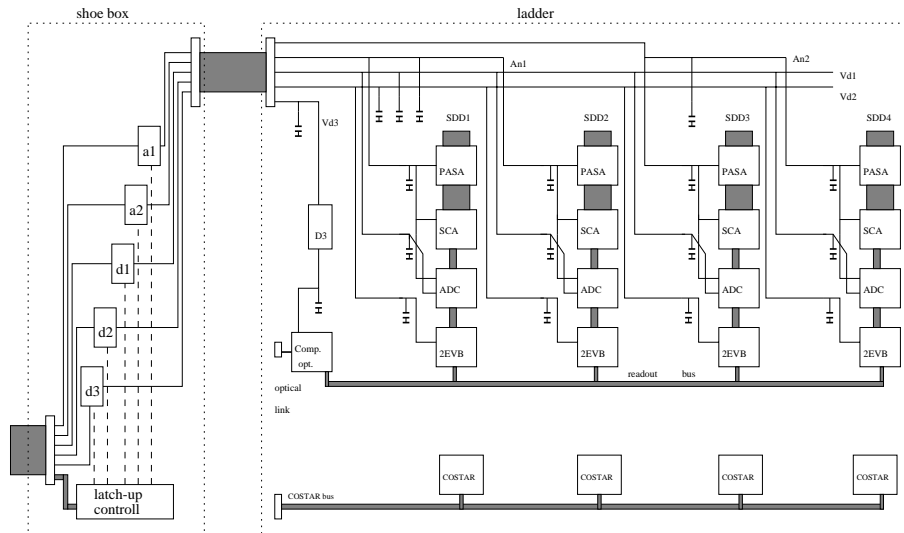 shoe box
ladder
An1
An2
Vd1
Vd2
Vd3
SDD1
SDD2
SDD3
SDD4
a1
a2
d1
d2
d3
PASA
PASA
PASA
PASA
D3
SCA
SCA
SCA
SCA
ADC
ADC
ADC
ADC
Comp.
opt.
2EVB
2EVB
2EVB
2EVB
optical
link
readout bus
latch-up
controll
COSTAR
COSTAR
COSTAR
COSTAR
COSTAR bus